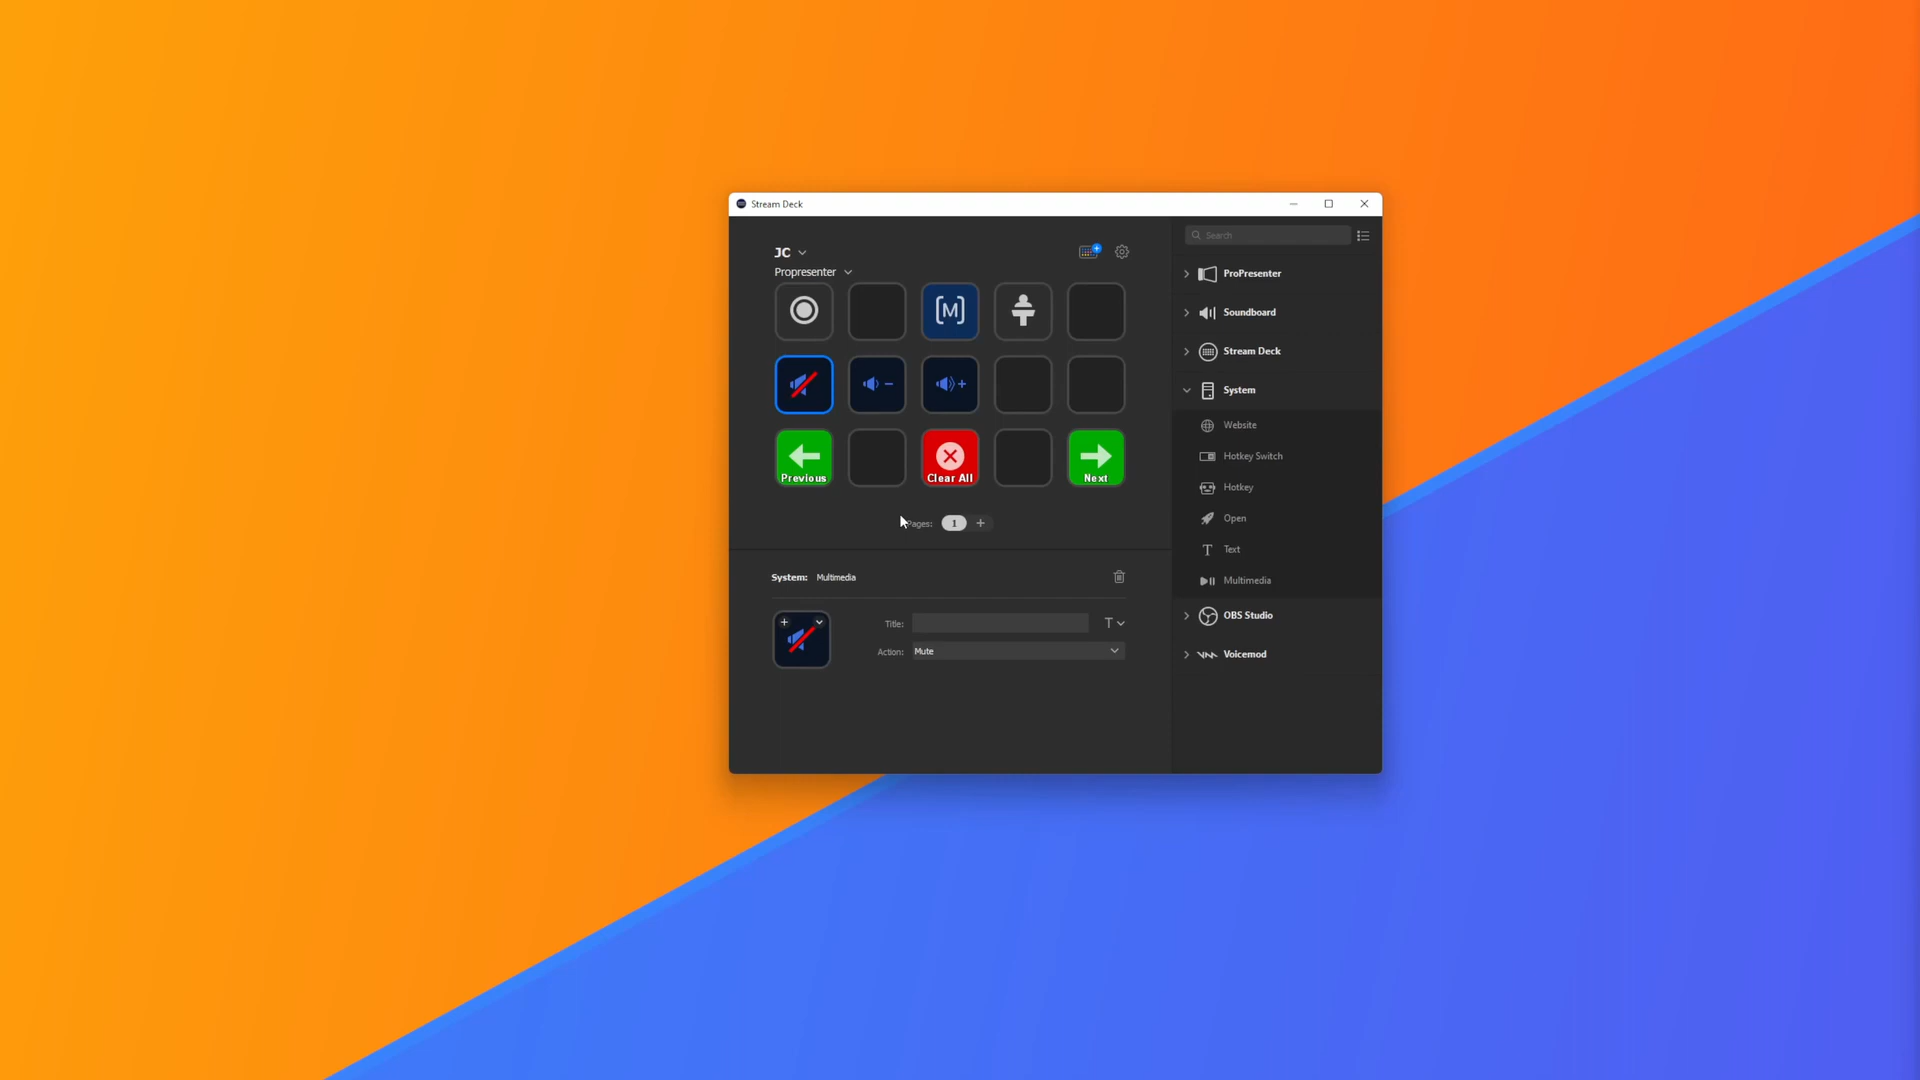 Stream Deck
JC
Propresenter
[M]
Previous
Clear All
Next
Pages: 1 +
System: Multimedia
Title:
T
Action: Mute
Search
ProPresenter
Soundboard
Stream Deck
System
Website
Hotkey Switch
Hotkey
Open
Text
Multimedia
OBS Studio
Voicemod